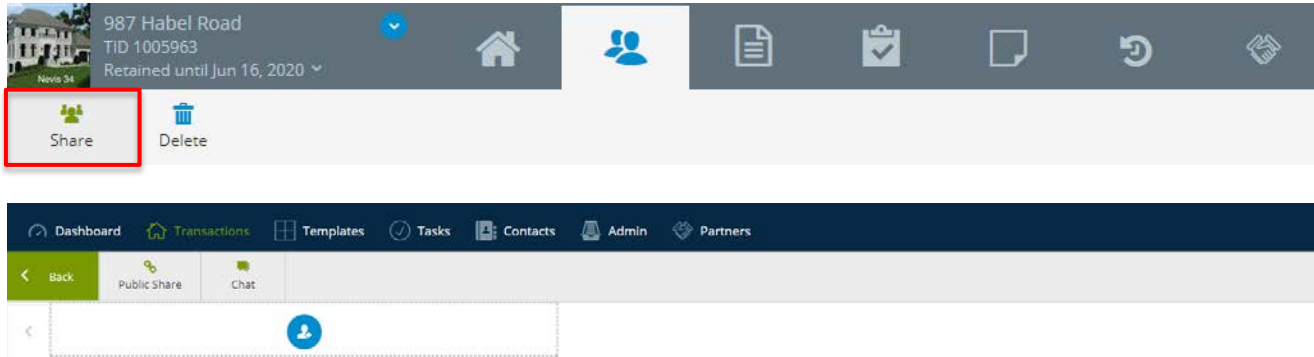 987 Habel Road
TID 1005963
Retained until Jun 16, 2020
Nevis 34
Share Delete
Dashboard Transactions Templates Tasks Contacts Admin Partners
Back Public Share Chat